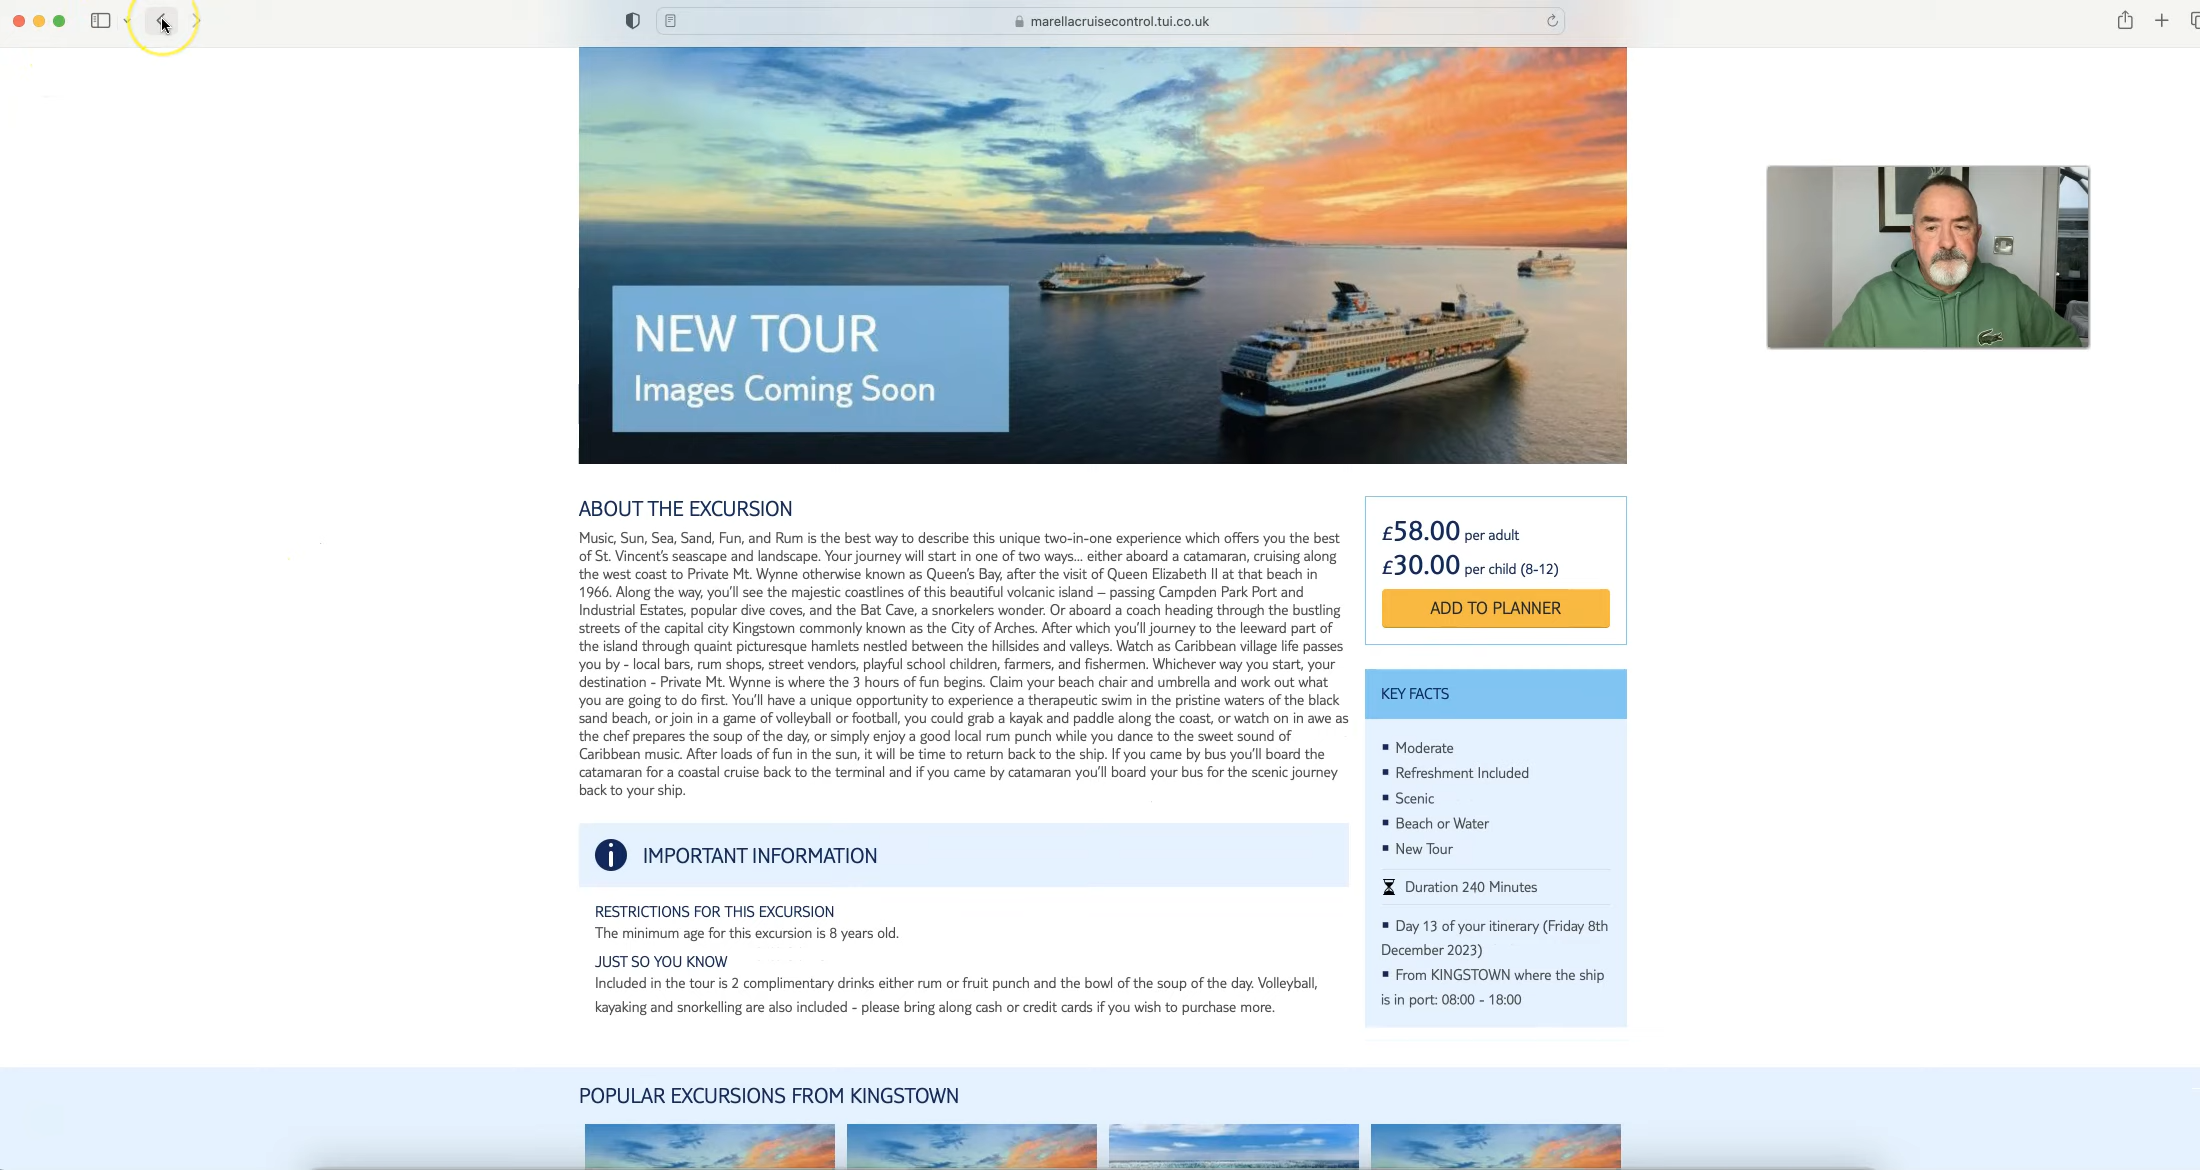 marellacruisecontrol.tui.co.uk
NEW TOUR
Images Coming Soon
ABOUT THE EXCURSION
Music, Sun, Sea, Sand, Fun, and Rum is the best way to describe this unique two-in-one experience which offers you the best
of St. Vincent's seascape and landscape. Your journey will start in one of two ways... either aboard a catamaran, cruising along
the west coast to Private Mt. Wynne otherwise known as Queen's Bay, after the visit of Queen Elizabeth II at that beach in
1966. Along the way, you'll see the majestic coastlines of this beautiful volcanic island – passing Campden Park Port and
Industrial Estates, popular dive coves, and the Bat Cave, a snorkelers wonder. Or aboard a coach heading through the bustling
streets of the capital city Kingstown commonly known as the City of Arches. After which you'll journey to the leeward part of
the island through quaint picturesque hamlets nestled between the hillsides and valleys. Watch as Caribbean village life passes
you by - local bars, rum shops, street vendors, playful school children, farmers, and fishermen. Whichever way you start, your
destination - Private Mt. Wynne is where the 3 hours of fun begins. Claim your beach chair and umbrella and work out what
you are going to do first. You'll have a unique opportunity to experience a therapeutic swim in the pristine waters of the black
sand beach, or join in a game of volleyball or football, you could grab a kayak and paddle along the coast, or watch on in awe as
the chef prepares the soup of the day, or simply enjoy a good local rum punch while you dance to the sweet sound of
Caribbean music. After loads of fun in the sun, it will be time to return back to the ship. If you came by bus you'll board the
catamaran for a coastal cruise back to the terminal and if you came by catamaran you'll board your bus for the scenic journey
back to your ship.
IMPORTANT INFORMATION
RESTRICTIONS FOR THIS EXCURSION
The minimum age for this excursion is 8 years old.
JUST SO YOU KNOW
Included in the tour is 2 complimentary drinks either rum or fruit punch and the bowl of the soup of the day. Volleyball,
kayaking and snorkelling are also included - please bring along cash or credit cards if you wish to purchase more.
£58.00 per adult
£30.00 per child (8-12)
ADD TO PLANNER
KEY FACTS
Moderate
Refreshment Included
Scenic
Beach or Water
New Tour
Duration 240 Minutes
Day 13 of your itinerary (Friday 8th
December 2023)
From KINGSTOWN where the ship
is in port: 08:00 - 18:00
POPULAR EXCURSIONS FROM KINGSTOWN